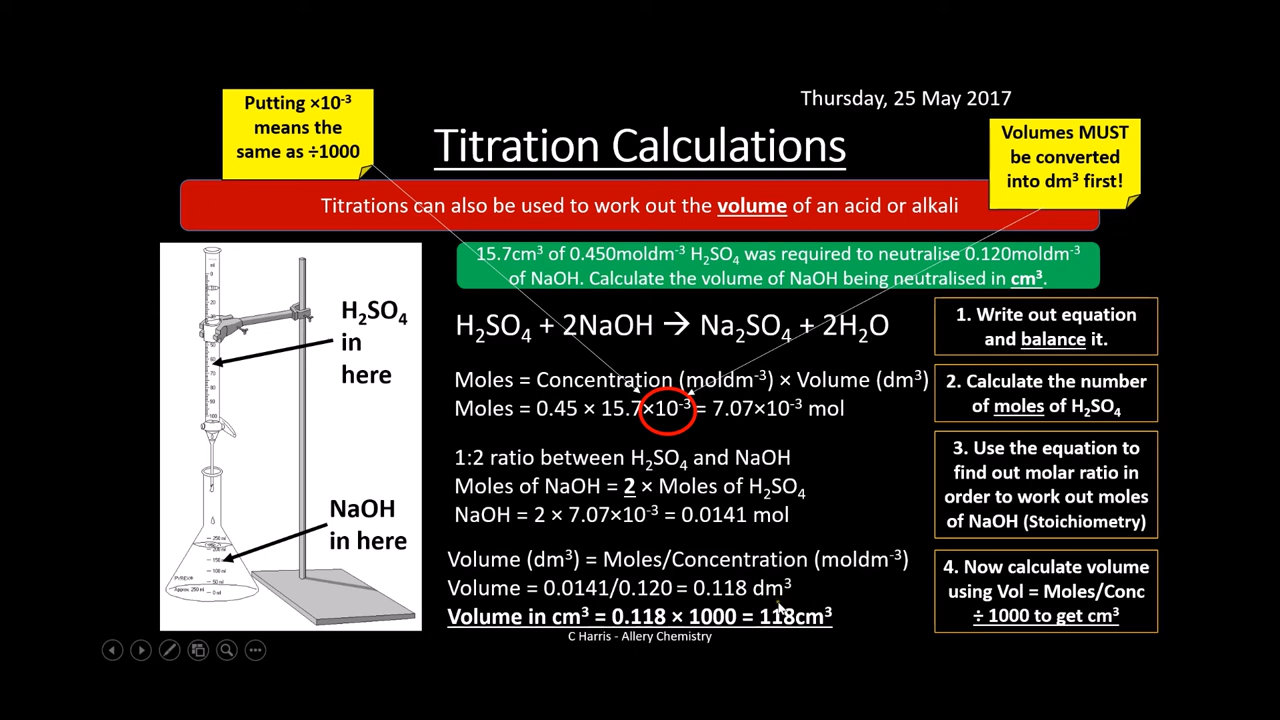 Putting ×10⁻³
means the
same as ÷1000
Thursday, 25 May 2017
Titration Calculations
Volumes MUST
be converted
into dm³ first!
Titrations can also be used to work out the volume of an acid or alkali
15.7cm³ of 0.450moldm⁻³ H₂SO₄ was required to neutralise 0.120moldm⁻³
of NaOH. Calculate the volume of NaOH being neutralised in cm³.
H₂SO₄
in
here
NaOH
in here
H₂SO₄ + 2NaOH → Na₂SO₄ + 2H₂O
Moles = Concentration (moldm⁻³) × Volume (dm³)
Moles = 0.45 × 15.7×10⁻³ = 7.07×10⁻³ mol
1:2 ratio between H₂SO₄ and NaOH
Moles of NaOH = 2 × Moles of H₂SO₄
NaOH = 2 × 7.07×10⁻³ = 0.0141 mol
Volume (dm³) = Moles/Concentration (moldm⁻³)
Volume = 0.0141/0.120 = 0.118 dm³
Volume in cm³ = 0.118 × 1000 = 118cm³
1. Write out equation
and balance it.
2. Calculate the number
of moles of H₂SO₄
3. Use the equation to
find out molar ratio in
order to work out moles
of NaOH (Stoichiometry)
4. Now calculate volume
using Vol = Moles/Conc
÷ 1000 to get cm³
C Harris - Allery Chemistry